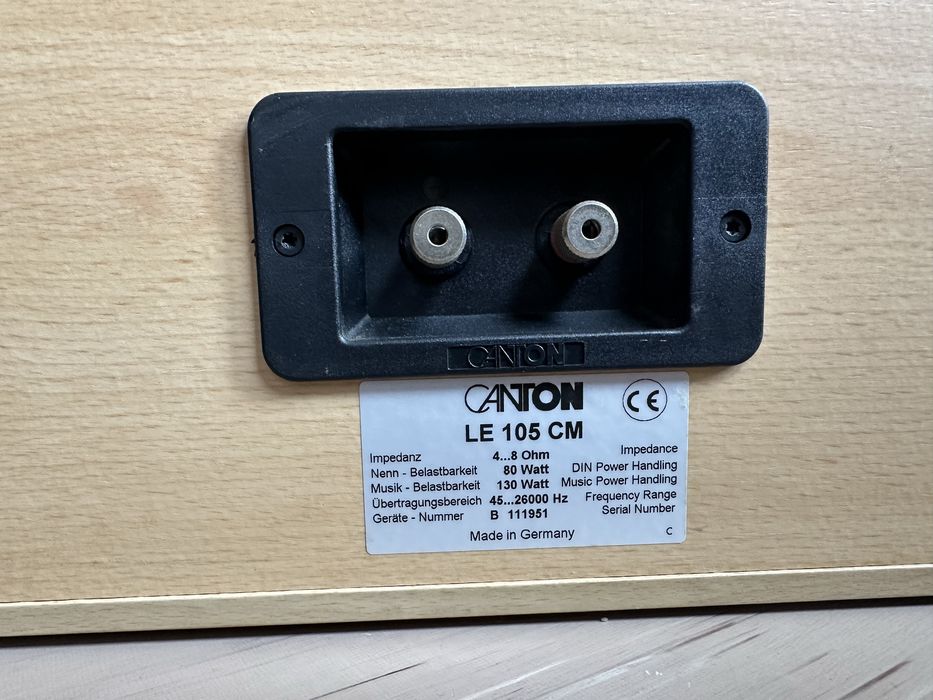 CANTON
CANTON CE
LE 105 CM
Impedanz 4...8 Ohm Impedance
Nenn - Belastbarkeit 80 Watt DIN Power Handling
Musik - Belastbarkeit 130 Watt Music Power Handling
Übertragungsbereich 45...26000 Hz Frequency Range
Geräte - Nummer B 111951 Serial Number
Made in Germany C